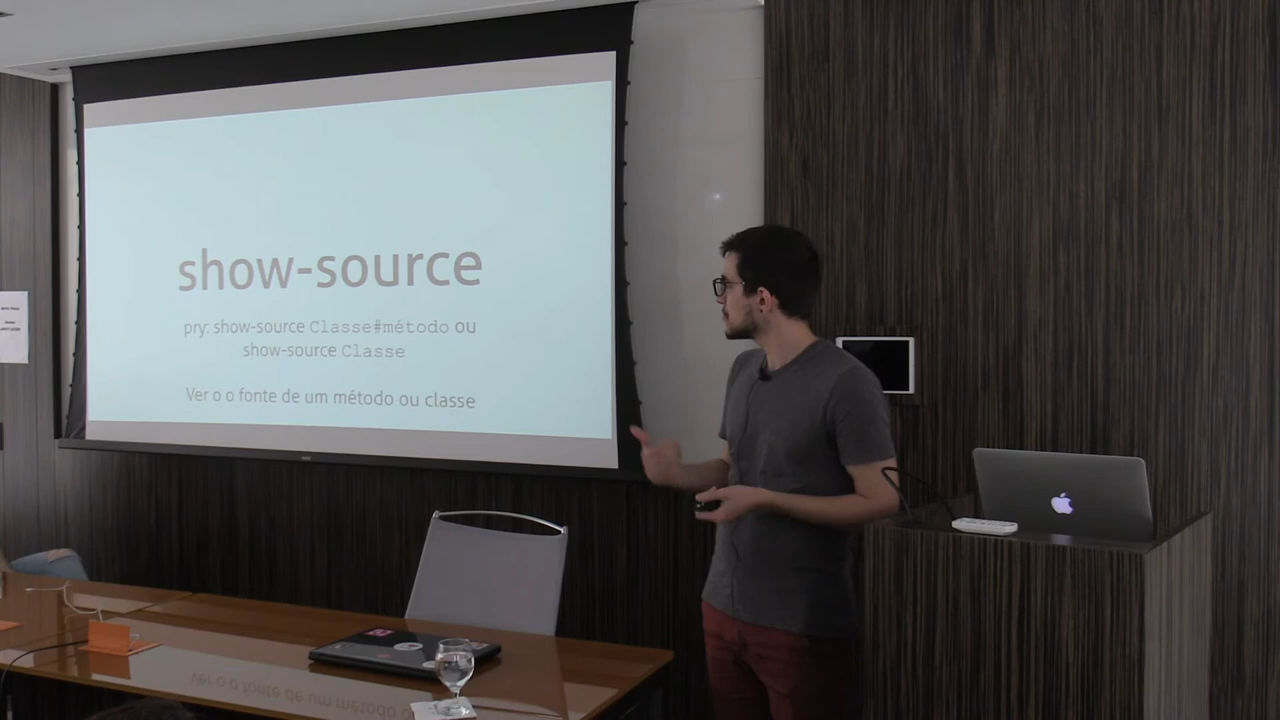 show-source
pry: show-source Classe#método ou
show-source Classe
Ver o o fonte de um método ou classe